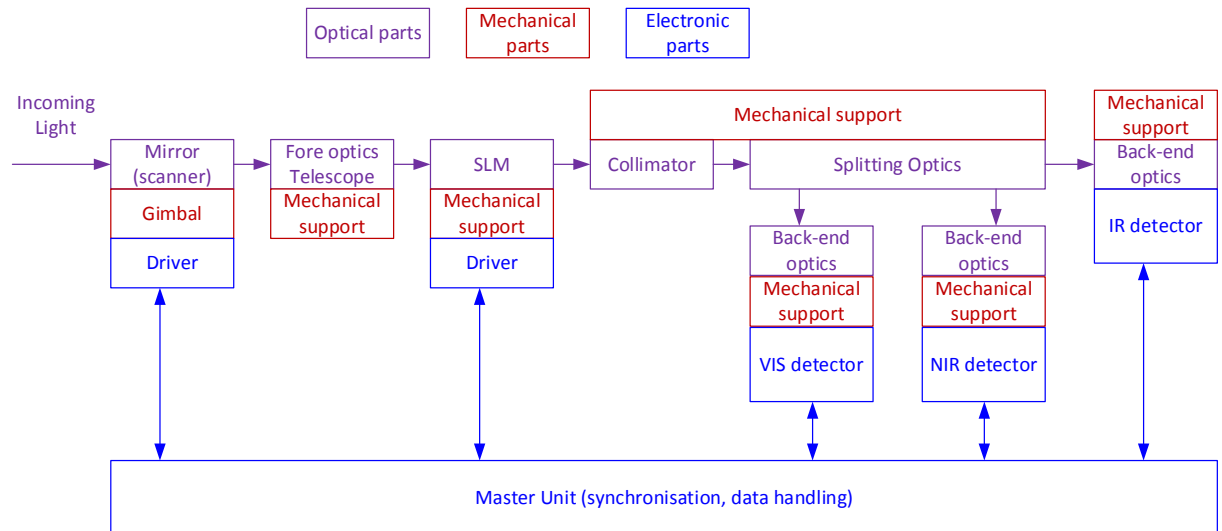 Optical parts
Mechanical
parts
Electronic
parts
Incoming
Light
Mirror
(scanner)
Gimbal
Driver
Fore optics
Telescope
Mechanical
support
SLM
Mechanical
support
Driver
Mechanical support
Collimator
Splitting Optics
Mechanical
support
Back-end
optics
IR detector
Back-end
optics
Mechanical
support
VIS detector
Back-end
optics
Mechanical
support
NIR detector
Master Unit (synchronisation, data handling)